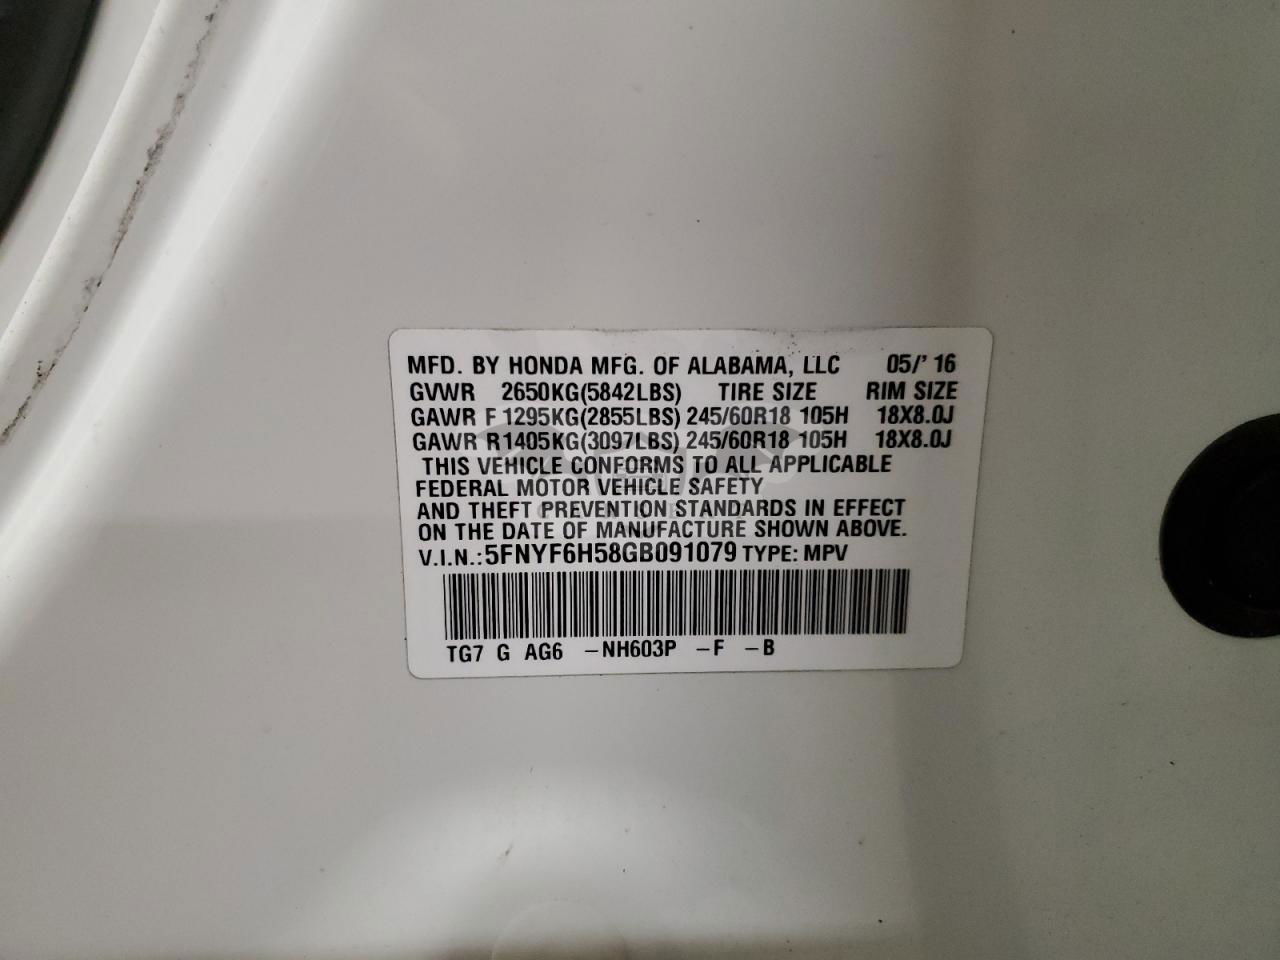 MFD. BY HONDA MFG. OF ALABAMA, LLC 05/' 16
GVWR 2650KG(5842LBS) TIRE SIZE RIM SIZE
GAWR F 1295KG(2855LBS) 245/60R18 105H 18X8.0J
GAWR R 1405KG(3097LBS) 245/60R18 105H 18X8.0J
THIS VEHICLE CONFORMS TO ALL APPLICABLE
FEDERAL MOTOR VEHICLE SAFETY
AND THEFT PREVENTION STANDARDS IN EFFECT
ON THE DATE OF MANUFACTURE SHOWN ABOVE.
V.I.N.: 5FNYF6H58GB091079 TYPE: MPV
TG7 G AG6 -NH603P -F -B